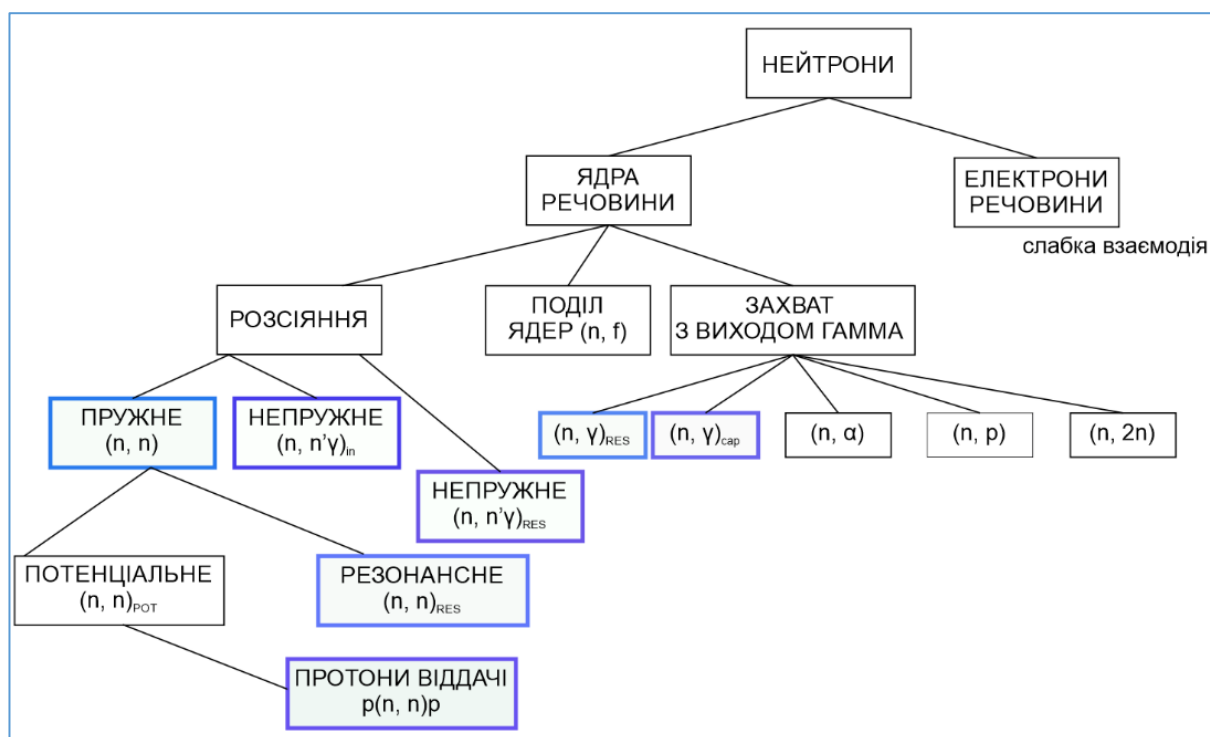 НЕЙТРОНИ
ЯДРА
РЕЧОВИНИ
ЕЛЕКТРОНИ
РЕЧОВИНИ
слабка взаємодія
РОЗСІЯННЯ
ПОДІЛ
ЯДЕР (n, f)
ЗАХВАТ
З ВИХОДОМ ГАММА
ПРУЖНЕ
(n, n)
НЕПРУЖНЕ
(n, n’γ)in
(n, γ)RES
(n, γ)cap
(n, α)
(n, p)
(n, 2n)
НЕПРУЖНЕ
(n, n’γ)RES
ПОТЕНЦІАЛЬНЕ
(n, n)POT
РЕЗОНАНСНЕ
(n, n)RES
ПРОТОНИ ВІДДАЧІ
p(n, n)p